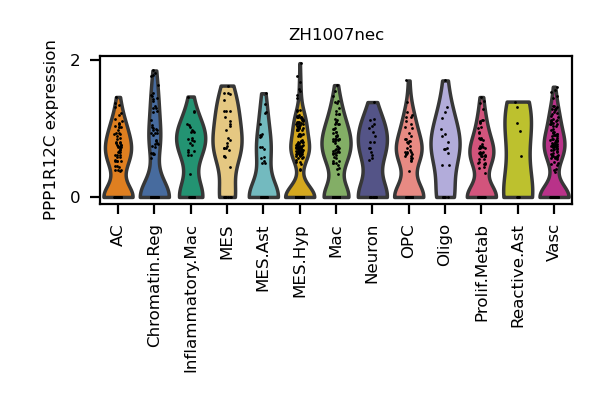 ZH1007nec
PPP1R12C expression
2
0
AC
Chromatin.Reg
Inflammatory.Mac
MES
MES.Ast
MES.Hyp
Mac
Neuron
OPC
Oligo
Prolif.Metab
Reactive.Ast
Vasc